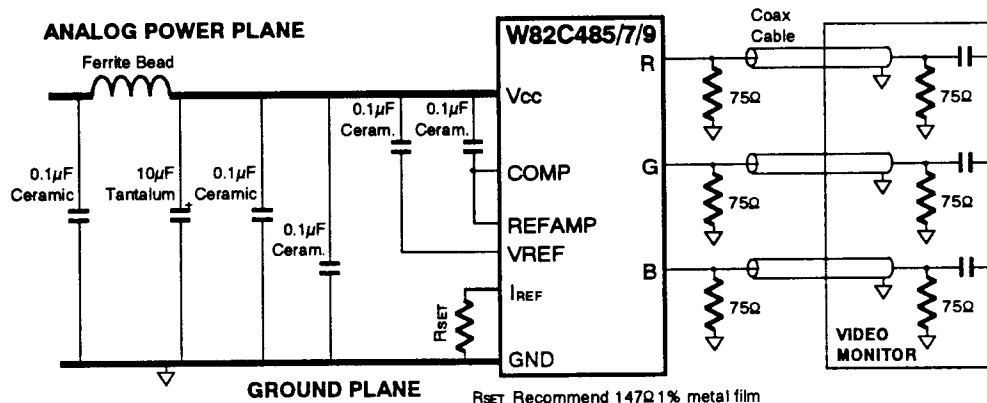 ANALOG POWER PLANE
Ferrite Bead
0.1µF
Ceramic
10µF
Tantalum
+
0.1µF
Ceramic
0.1µF
Ceram.
0.1µF
Ceram.
0.1µF
Ceram.
RSET
GROUND PLANE
W82C485/7/9
Vcc
COMP
REFAMP
VREF
IREF
GND
R
G
B
Coax
Cable
75Ω
75Ω
75Ω
75Ω
75Ω
75Ω
VIDEO
MONITOR
RSET Recommend 147Ω 1% metal film